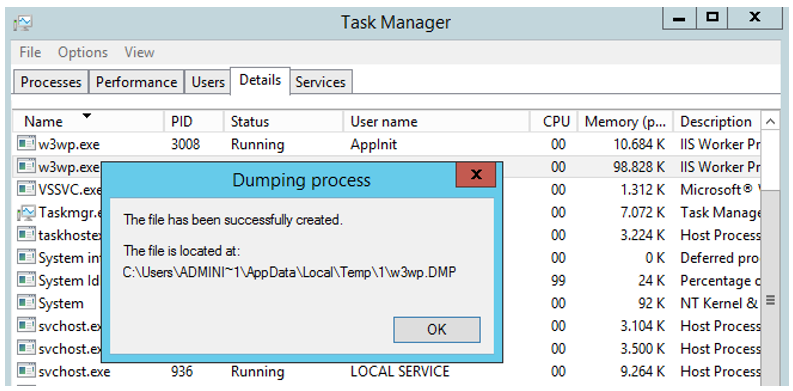 Task Manager
File Options View
Processes Performance Users Details Services
Name PID Status User name CPU Memory (p... Description
w3wp.exe 3008 Running AppInit 00 10.684 K IIS Worker Pr
w3wp.exe 00 98.828 K IIS Worker Pr
Dumping process
VSSVC.exe 00 1.312 K Microsoft®
Taskmgr.e 00 7.072 K Task Manage
The file has been successfully created.
taskhostex 00 3.224 K Host Process
The file is located at:
System in 00 0 K Deferred pro
C:\Users\ADMINI~1\AppData\Local\Temp\1\w3wp.DMP
System Id 99 24 K Percentage o
System 00 92 K NT Kernel &
svchost.ex 00 3.104 K Host Process
OK
svchost.ex 00 3.500 K Host Process
svchost.exe 936 Running LOCAL SERVICE 00 9.264 K Host Process